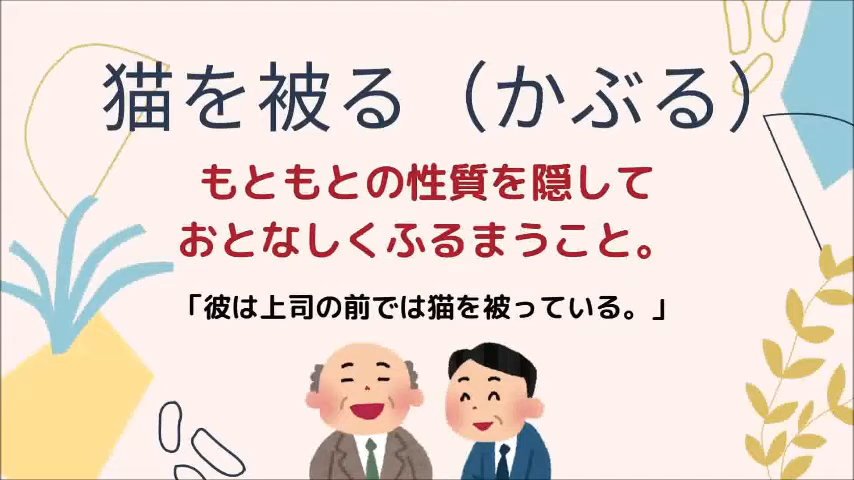 猫を被る（かぶる）
もともとの性質を隠して
おとなしくふるまうこと。
「彼は上司の前では猫を被っている。」